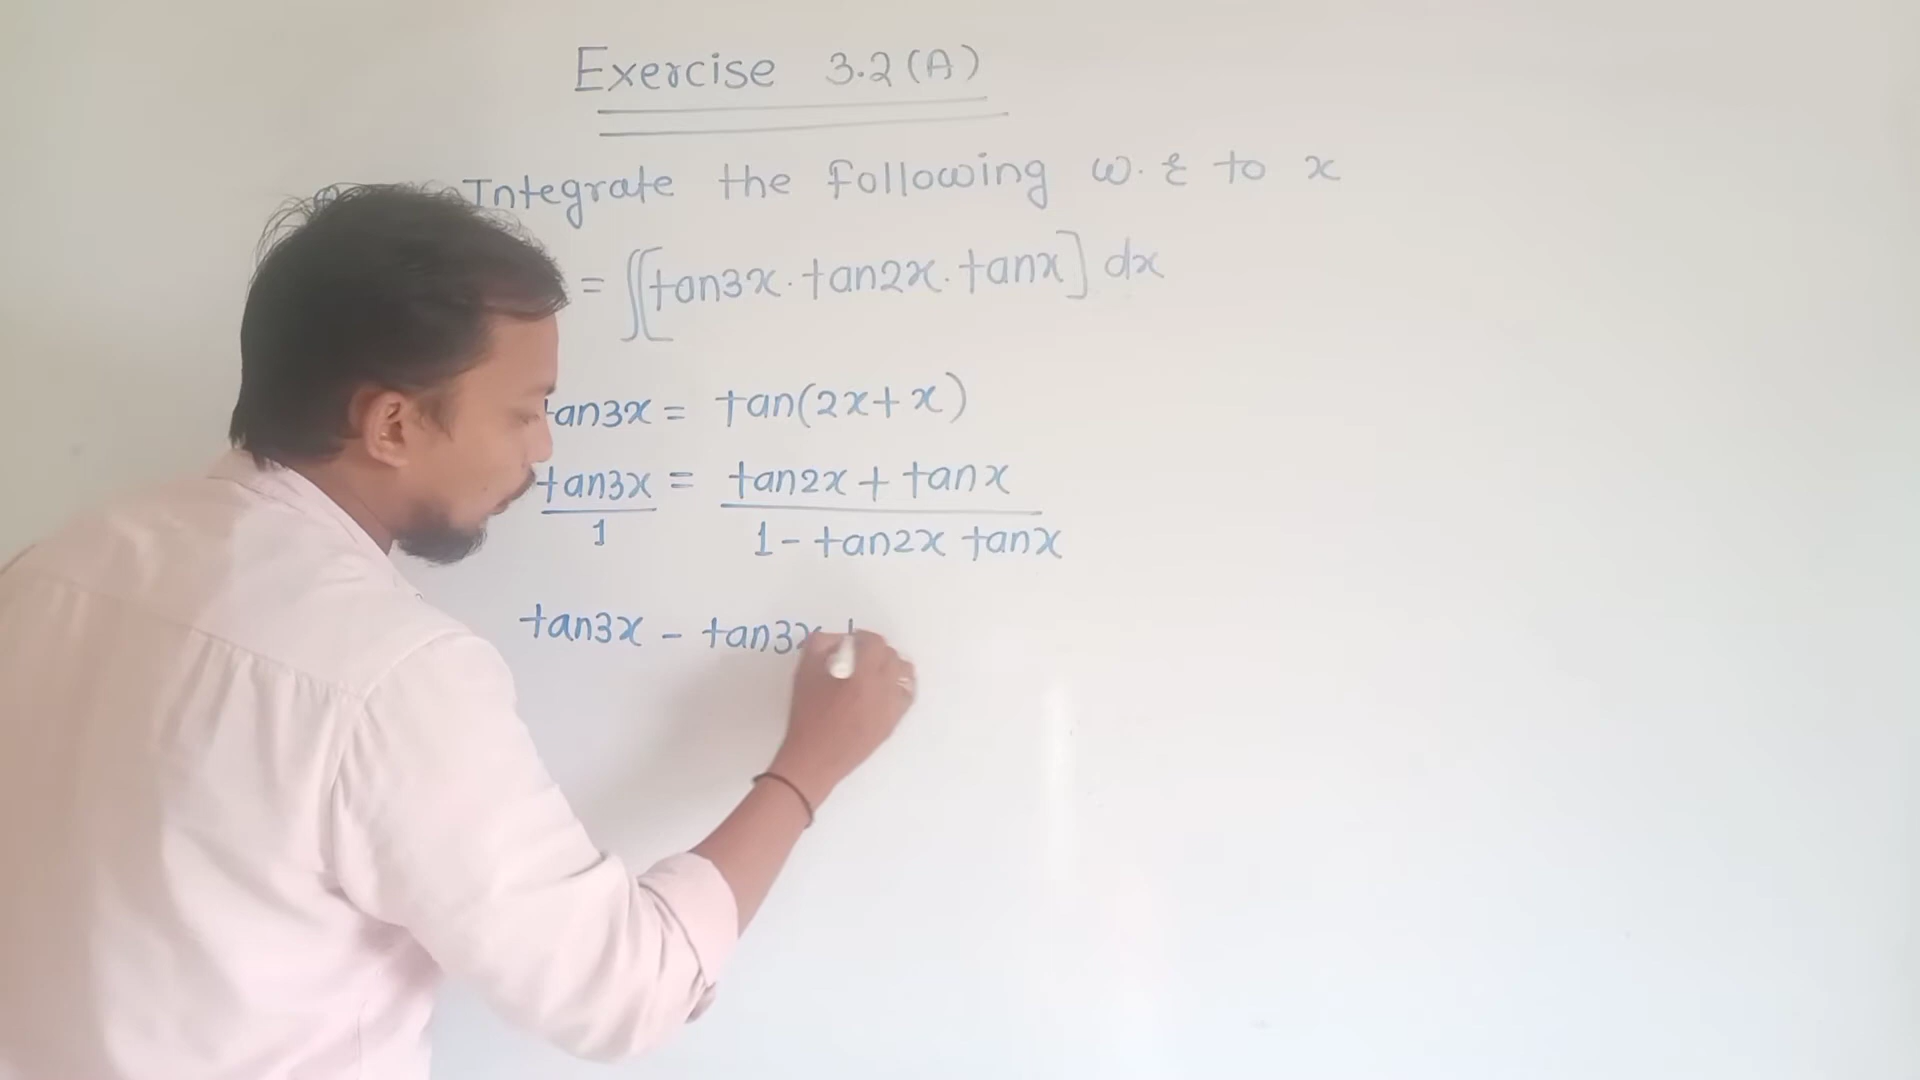 Exercise 3.2(A)
Integrate the following w.r to x
= ∫[tan3x.tan2x.tanx] dx
tan3x = tan(2x+x)
tan3x/1 = (tan2x + tanx)/(1 - tan2x tanx)
tan3x - tan3x